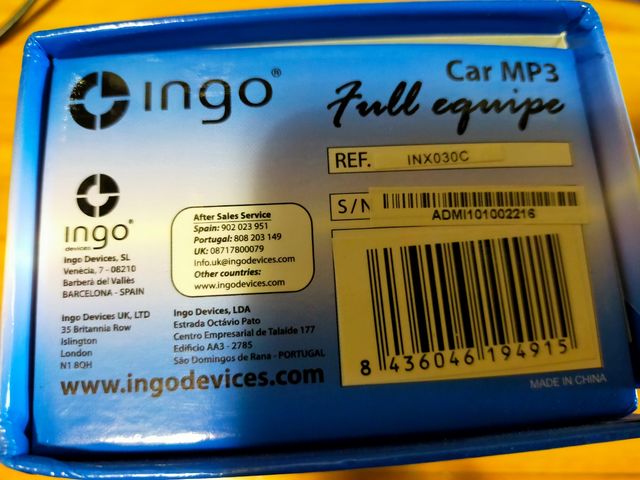 ingo®
Car MP3
Full equipe
REF. INX030C
S/N
ADMI101002216
ingo®
devices
Ingo Devices, SL
Venècia, 7 - 08210
Barberà del Vallès
BARCELONA - SPAIN
After Sales Service
Spain: 902 023 951
Portugal: 808 203 149
UK: 08717800079
info.uk@ingodevices.com
Other countries:
www.ingodevices.com
Ingo Devices UK, LTD
35 Britannia Row
Islington
London
N1 8QH
Ingo Devices, LDA
Estrada Octávio Pato
Centro Empresarial de Talaide 177
Edificio AA3 - 2785
São Domingos de Rana - PORTUGAL
www.ingodevices.com
8 436046 194915
MADE IN CHINA